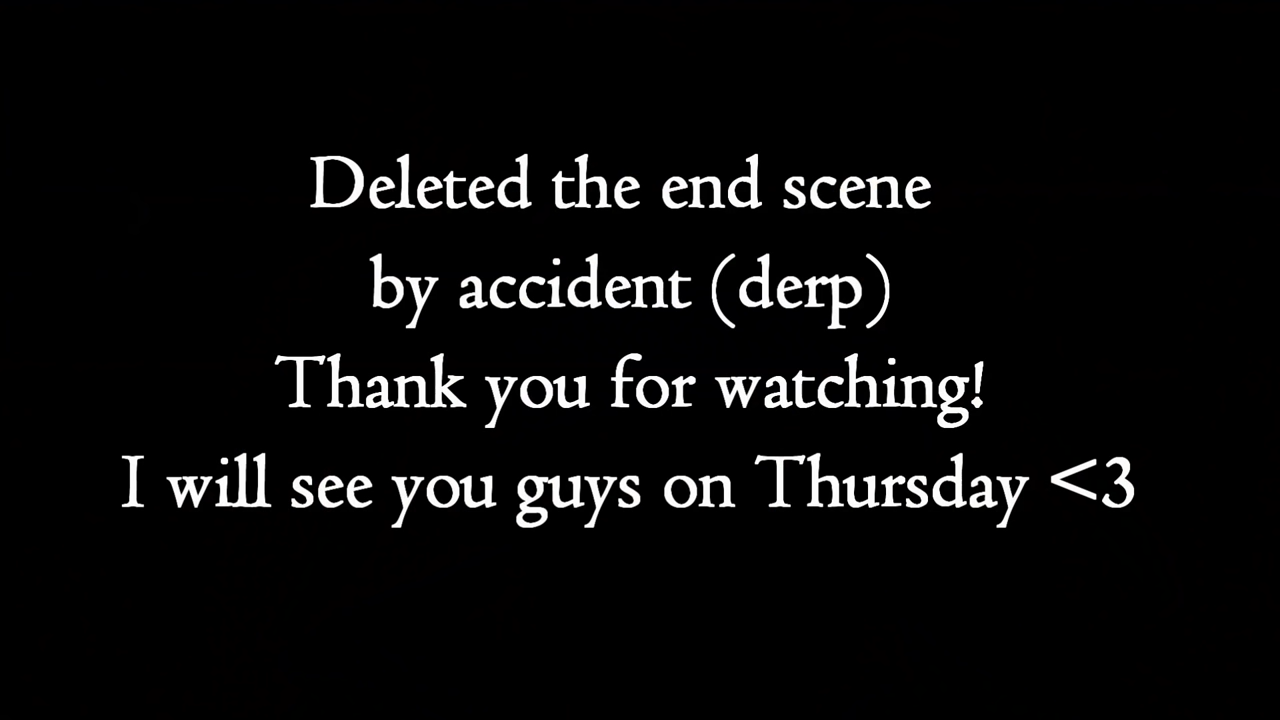 Deleted the end scene
by accident (derp)
Thank you for watching!
I will see you guys on Thursday <3